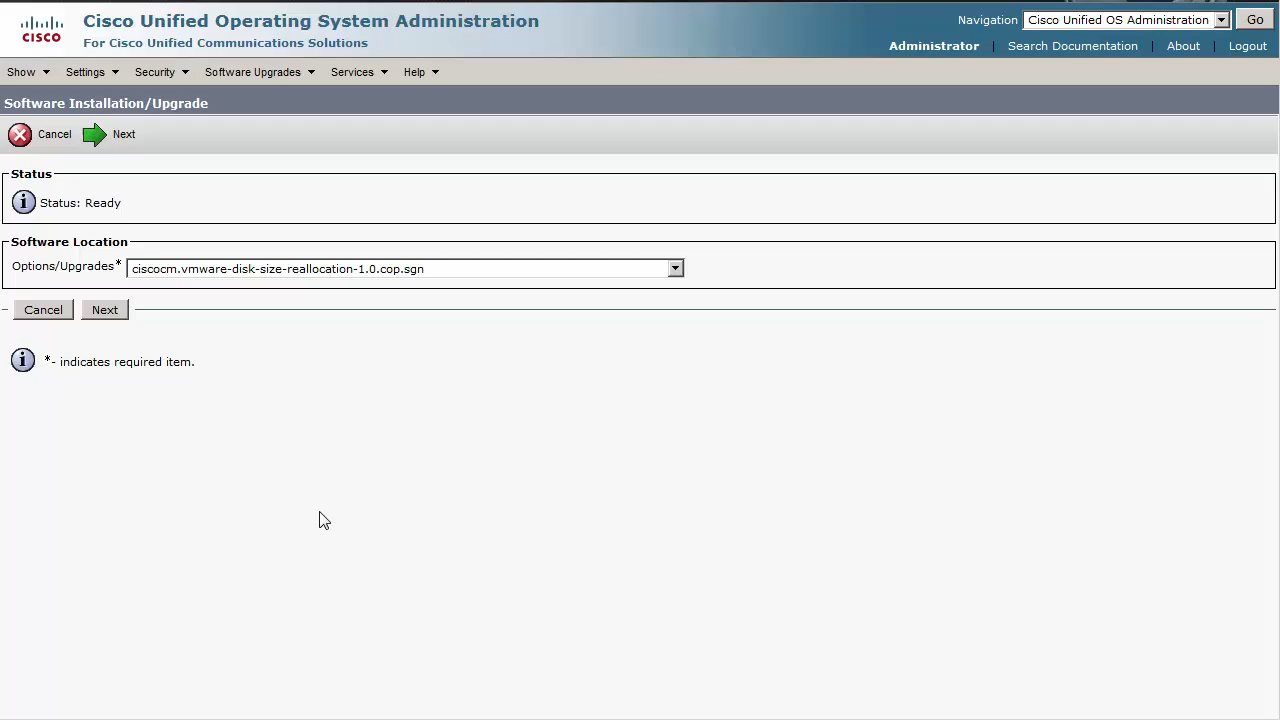 Cisco Unified Operating System Administration
For Cisco Unified Communications Solutions
CISCO
Navigation Cisco Unified OS Administration Go
Administrator | Search Documentation | About | Logout
Show Settings Security Software Upgrades Services Help
Software Installation/Upgrade
Cancel Next
Status
Status: Ready
Software Location
Options/Upgrades* ciscocm.vmware-disk-size-reallocation-1.0.cop.sgn
Cancel Next
*- indicates required item.